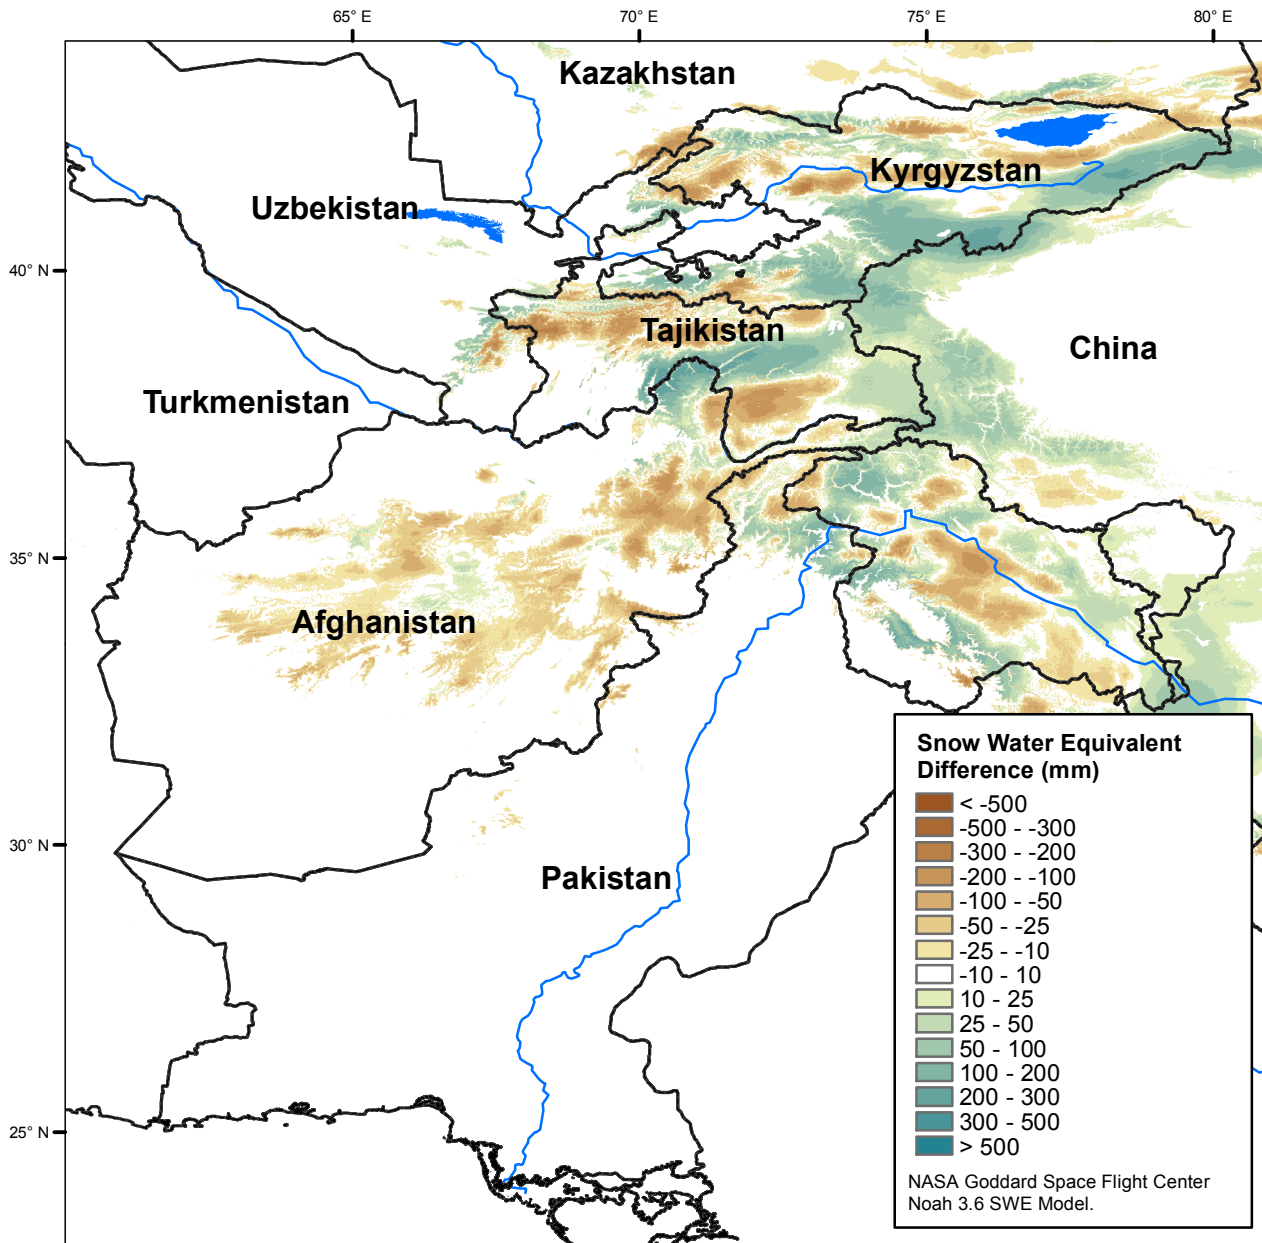 65° E
70° E
75° E
80° E
Kazakhstan
Kyrgyzstan
Uzbekistan
40° N
Tajikistan
China
Turkmenistan
35° N
Afghanistan
30° N
Pakistan
25° N
Snow Water Equivalent
Difference (mm)
< -500
-500 - -300
-300 - -200
-200 - -100
-100 - -50
-50 - -25
-25 - -10
-10 - 10
10 - 25
25 - 50
50 - 100
100 - 200
200 - 300
300 - 500
> 500
NASA Goddard Space Flight Center
Noah 3.6 SWE Model.